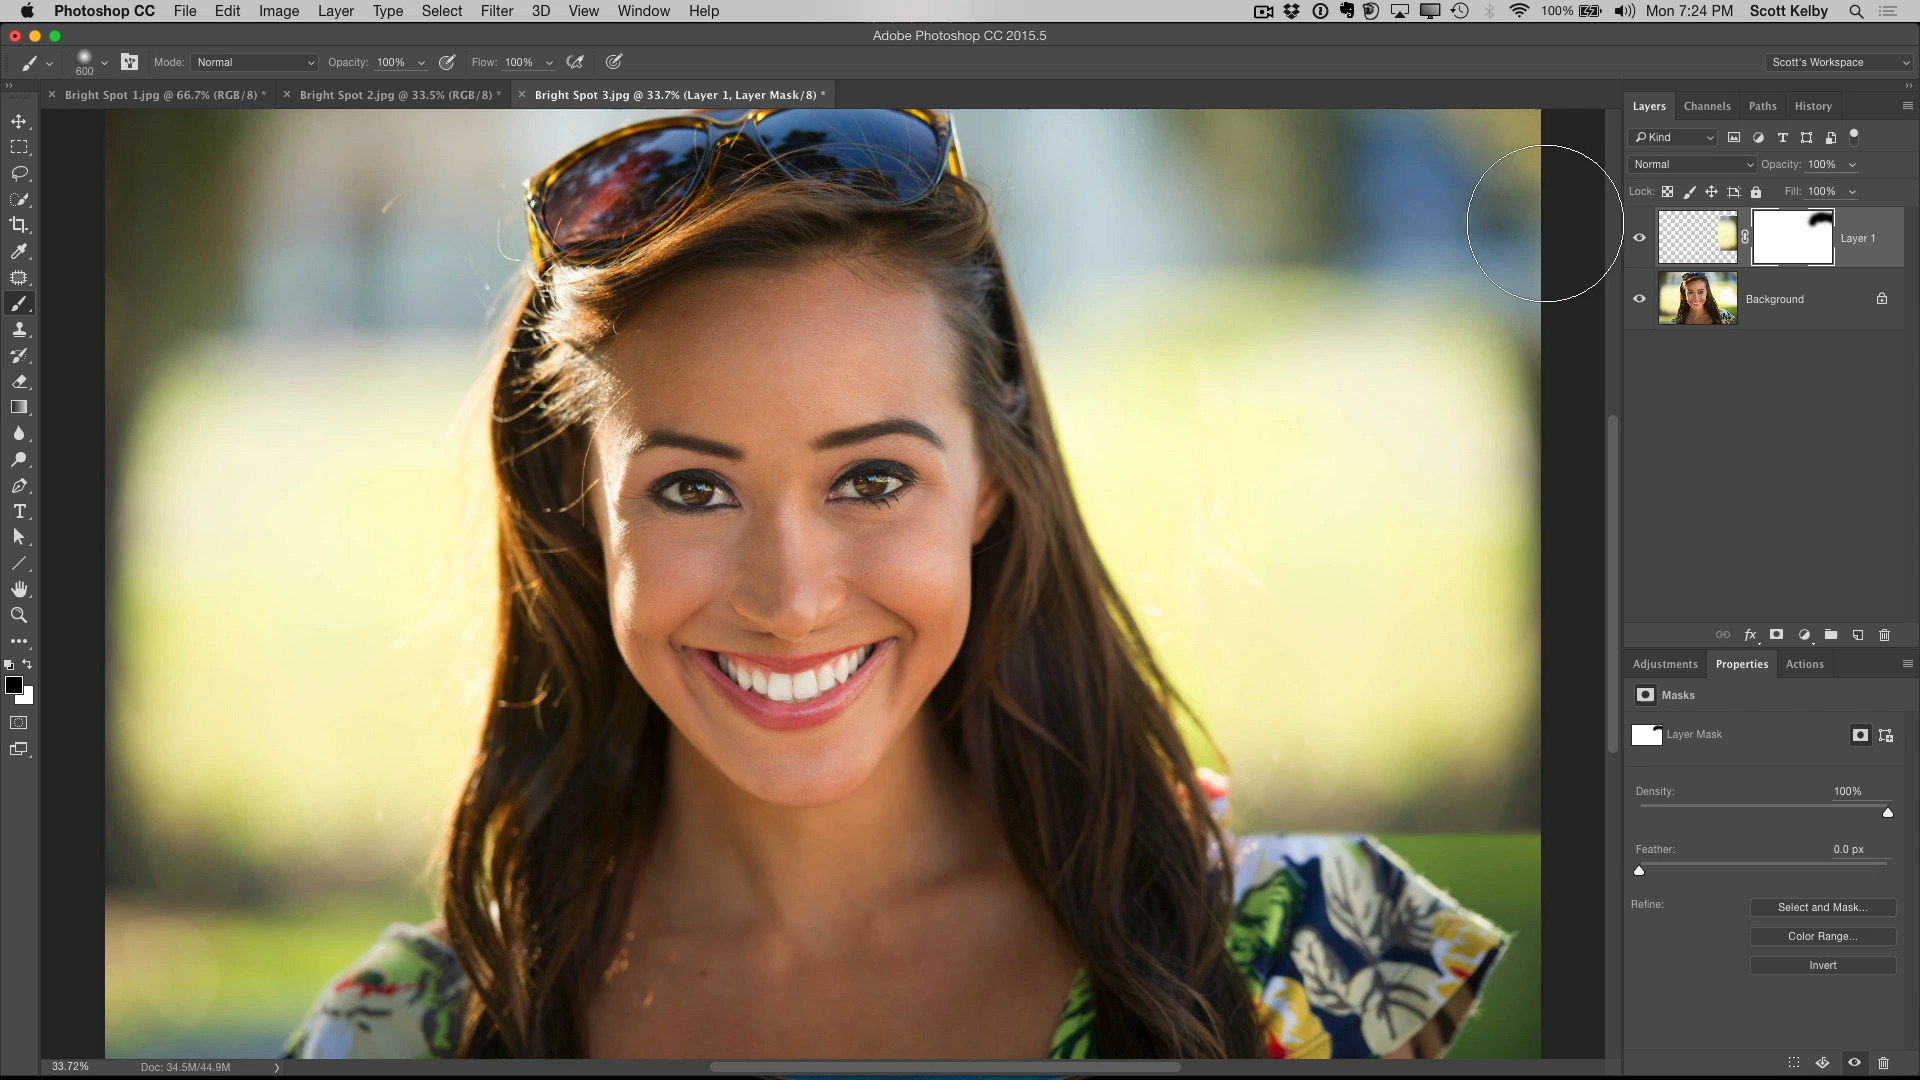 Photoshop CC File Edit Image Layer Type Select Filter 3D View Window Help 100% Mon 7:24 PM Scott Kelby
Adobe Photoshop CC 2015.5
600 Mode: Normal Opacity: 100% Flow: 100% Scott's Workspace
Bright Spot 1.jpg @ 66.7% (RGB/8) * Bright Spot 2.jpg @ 33.5% (RGB/8) * Bright Spot 3.jpg @ 33.7% (Layer 1, Layer Mask/8) *
Layers Channels Paths History
Kind
Normal Opacity: 100%
Lock: Fill: 100%
Layer 1
Background
fx
Adjustments Properties Actions
Masks
Layer Mask
Density: 100%
Feather: 0.0 px
Refine: Select and Mask...
Color Range...
Invert
33.72% Doc: 34.5M/44.9M